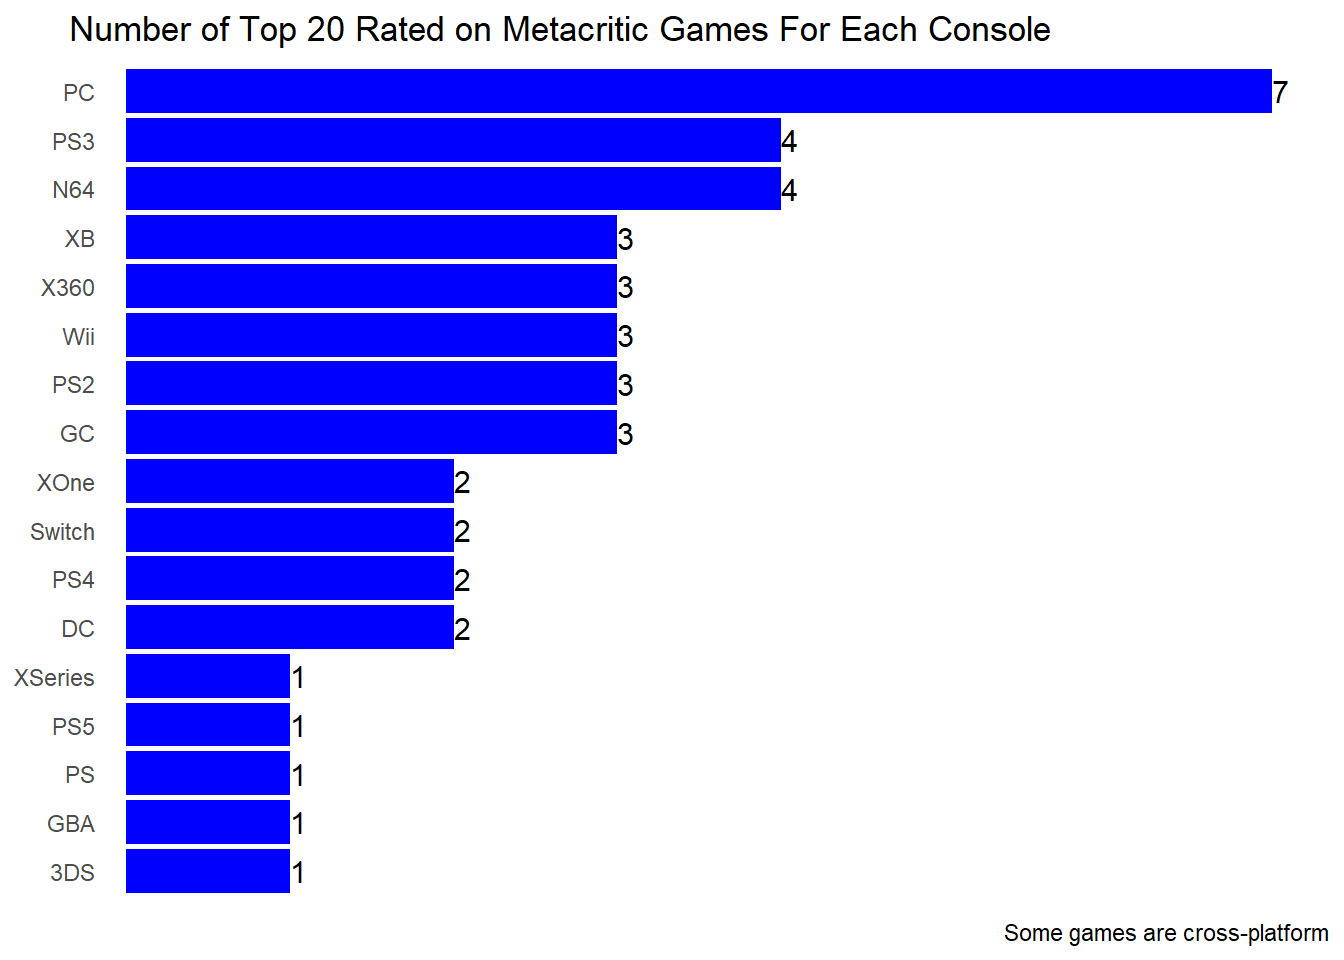 Number of Top 20 Rated on Metacritic Games For Each Console
PC 7
PS3 4
N64 4
XB 3
X360 3
Wii 3
PS2 3
GC 3
XOne 2
Switch 2
PS4 2
DC 2
XSeries 1
PS5 1
PS 1
GBA 1
3DS 1
Some games are cross-platform